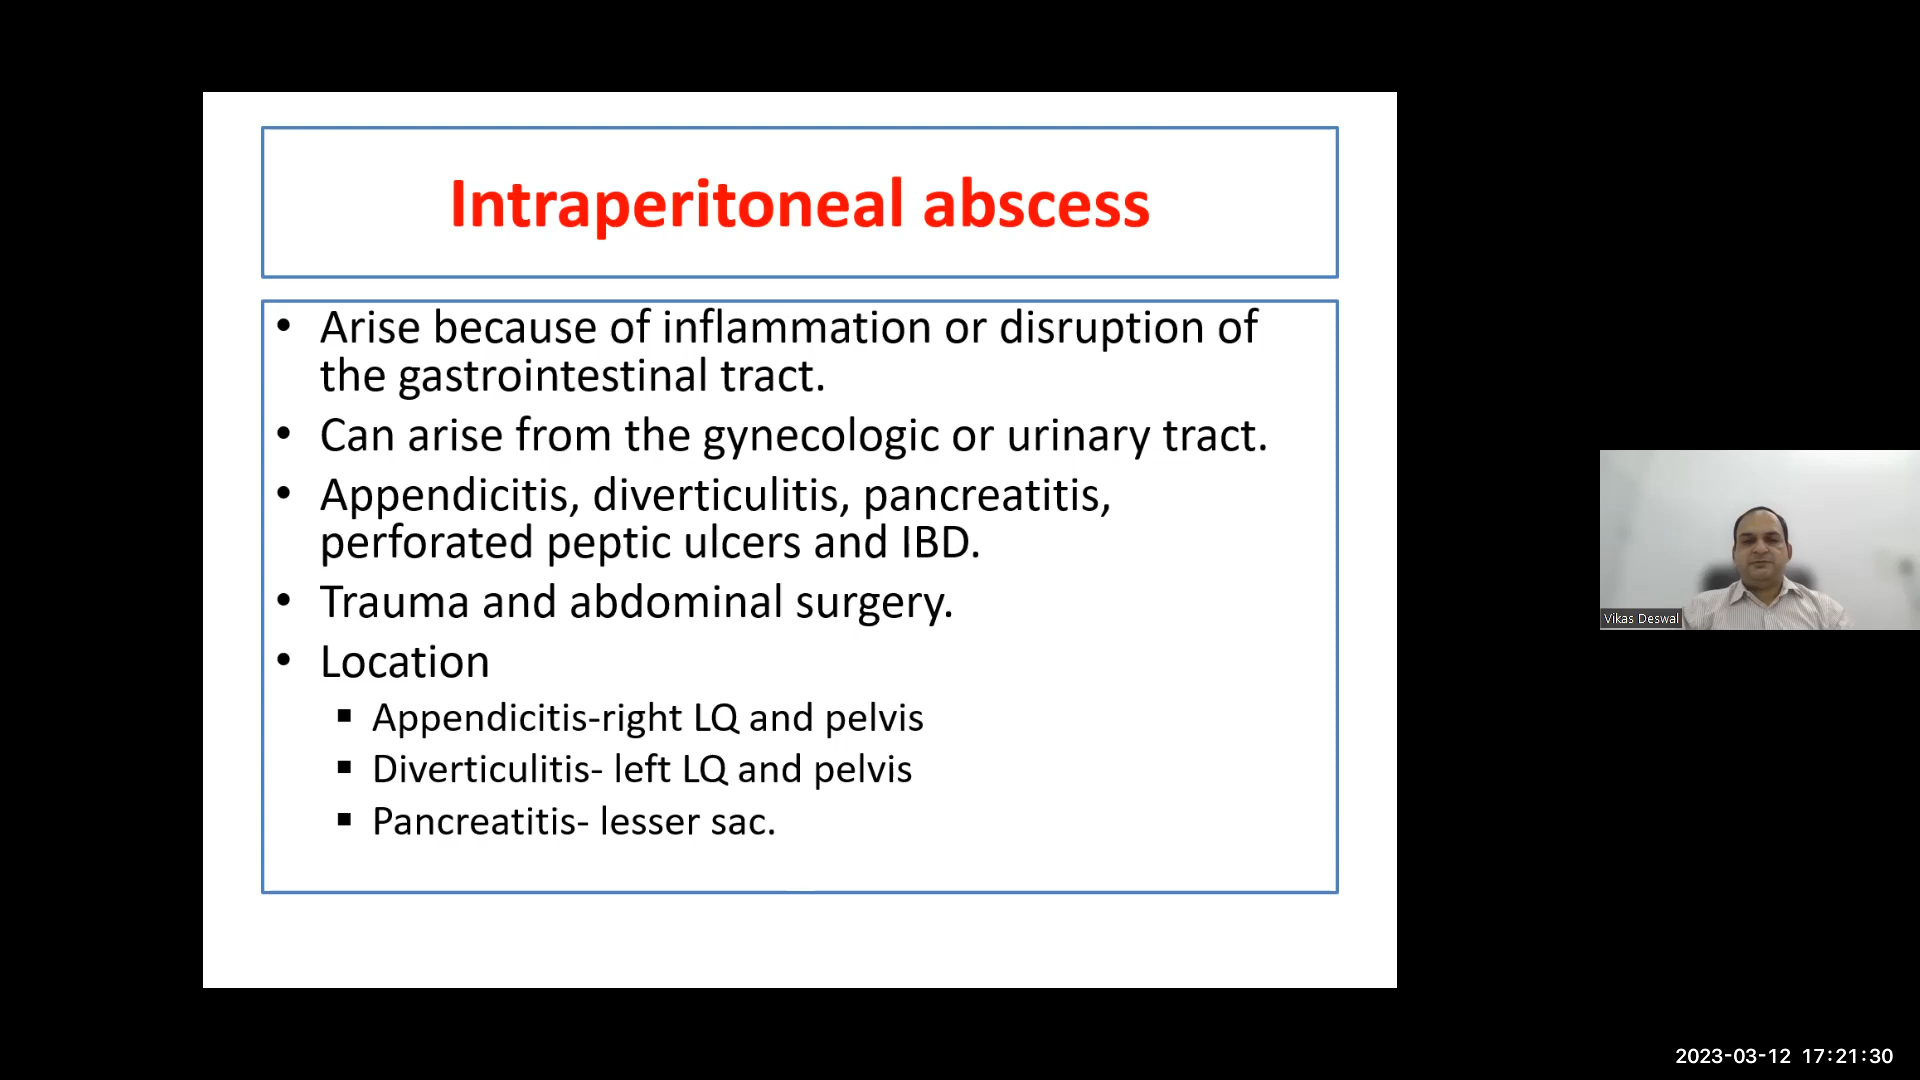 Intraperitoneal abscess
• Arise because of inflammation or disruption of
the gastrointestinal tract.
• Can arise from the gynecologic or urinary tract.
• Appendicitis, diverticulitis, pancreatitis,
perforated peptic ulcers and IBD.
• Trauma and abdominal surgery.
• Location
▪ Appendicitis-right LQ and pelvis
▪ Diverticulitis- left LQ and pelvis
▪ Pancreatitis- lesser sac.
Vikas Deswal
2023-03-12 17:21:30